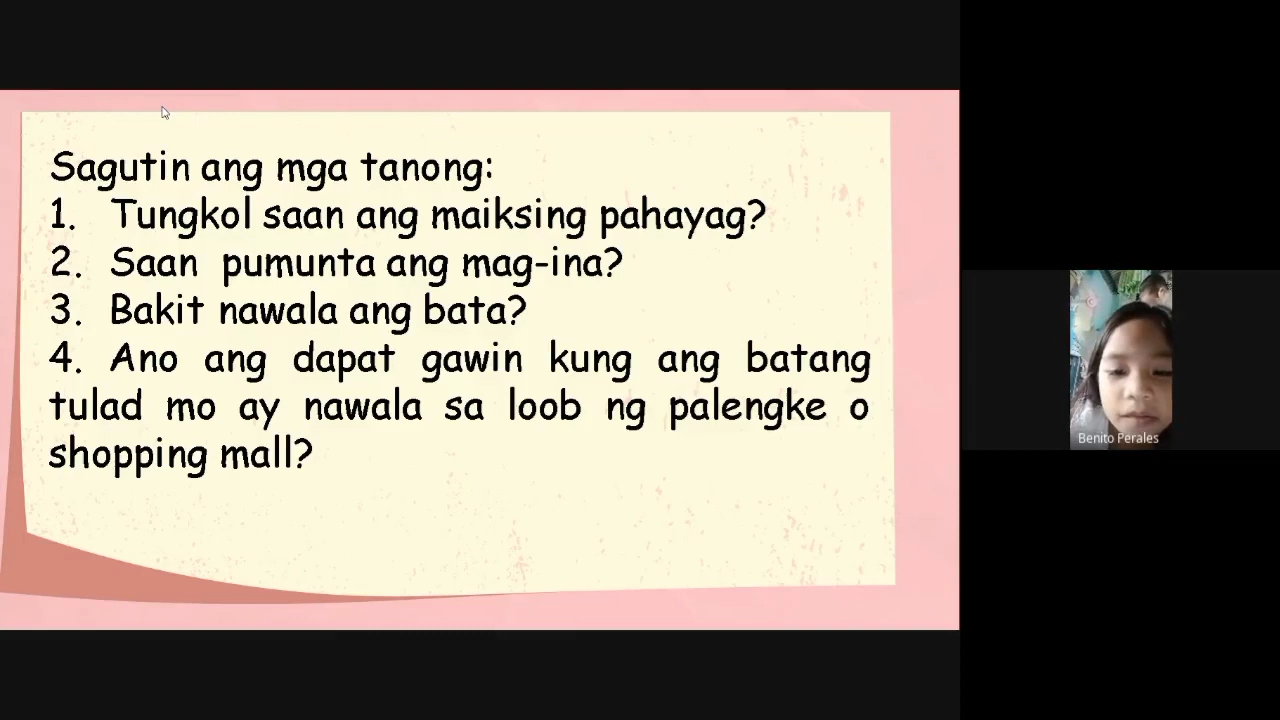 Sagutin ang mga tanong:
1. Tungkol saan ang maiksing pahayag?
2. Saan pumunta ang mag-ina?
3. Bakit nawala ang bata?
4. Ano ang dapat gawin kung ang batang
tulad mo ay nawala sa loob ng palengke o
shopping mall?
Benito Perales